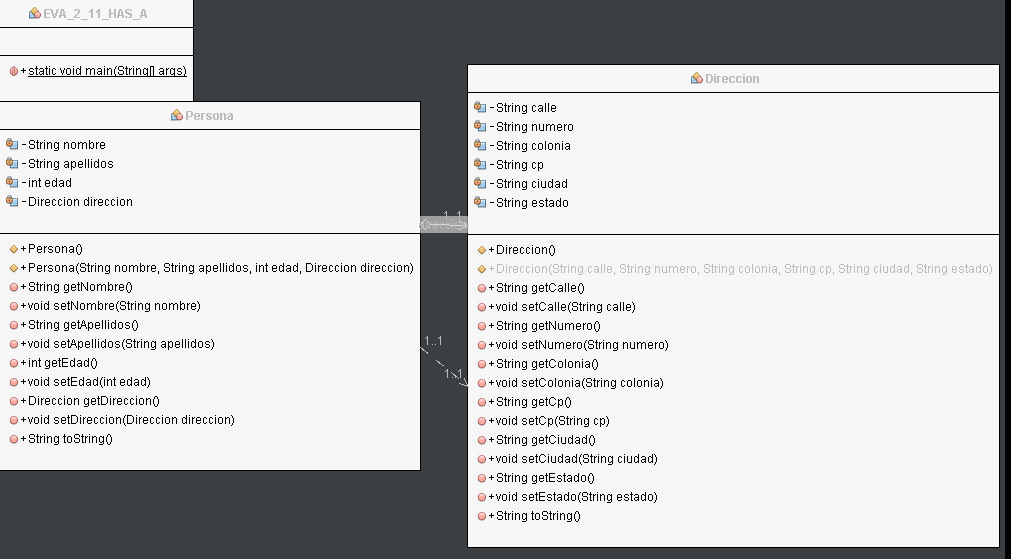 EVA_2_11_HAS_A
+static void main(String[] args)
Persona
-String nombre
-String apellidos
-int edad
-Direccion direccion
+Persona()
+Persona(String nombre, String apellidos, int edad, Direccion direccion)
+String getNombre()
+void setNombre(String nombre)
+String getApellidos()
+void setApellidos(String apellidos)
+int getEdad()
+void setEdad(int edad)
+Direccion getDireccion()
+void setDireccion(Direccion direccion)
+String toString()
1..1
1..1
1..1
Direccion
-String calle
-String numero
-String colonia
-String cp
-String ciudad
-String estado
+Direccion()
+Direccion(String calle, String numero, String colonia, String cp, String ciudad, String estado)
+String getCalle()
+void setCalle(String calle)
+String getNumero()
+void setNumero(String numero)
+String getColonia()
+void setColonia(String colonia)
+String getCp()
+void setCp(String cp)
+String getCiudad()
+void setCiudad(String ciudad)
+String getEstado()
+void setEstado(String estado)
+String toString()